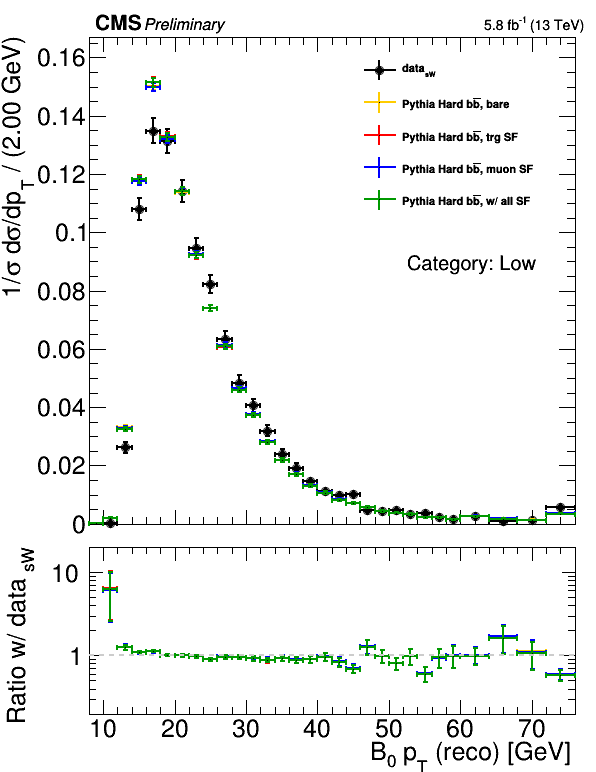 CMS Preliminary
5.8 fb⁻¹ (13 TeV)
1/σ dσ/dp_T / (2.00 GeV)
0.16
0.14
0.12
0.1
0.08
0.06
0.04
0.02
0
data_sW
Pythia Hard bb̅, bare
Pythia Hard bb̅, trg SF
Pythia Hard bb̅, muon SF
Pythia Hard bb̅, w/ all SF
Category: Low
Ratio w/ data _sW
10
1
10 20 30 40 50 60 70
B₀ p_T (reco) [GeV]